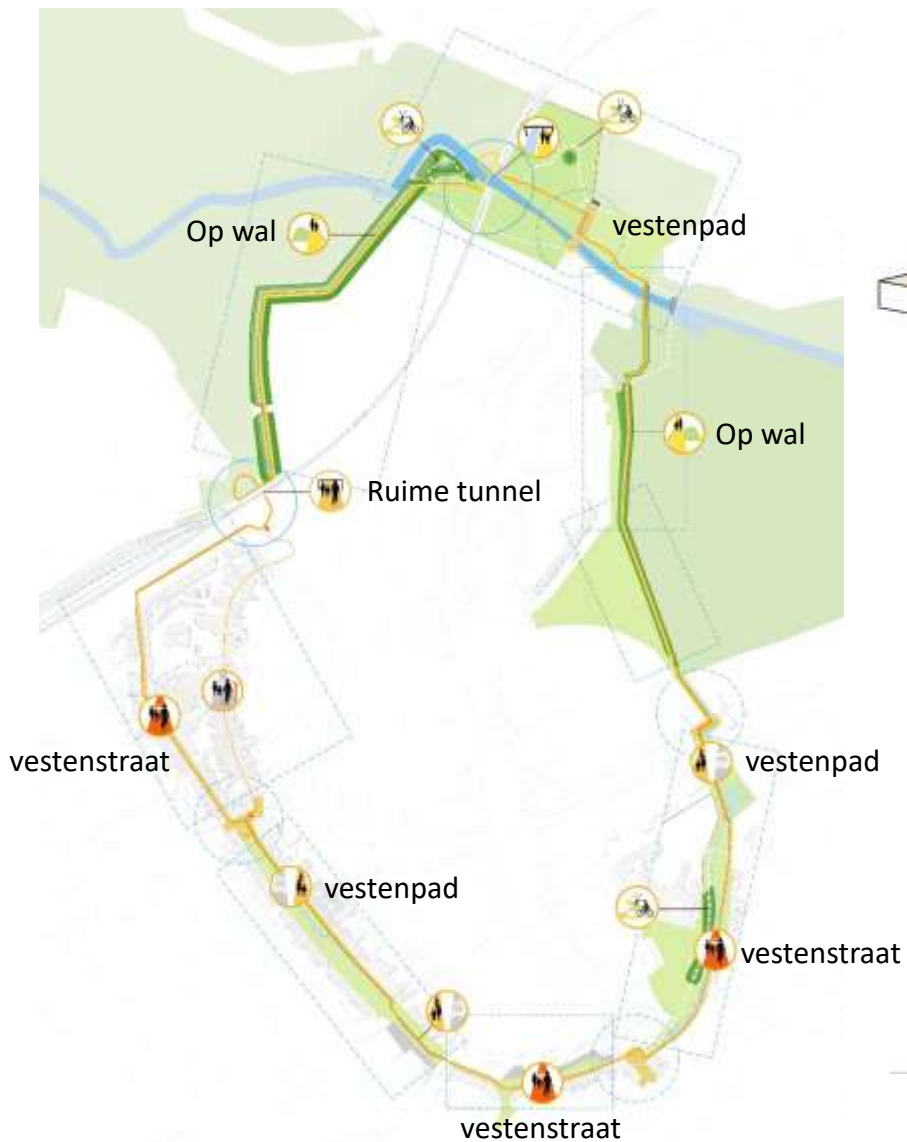 vestenpad
Op wal
Op wal
Ruime tunnel
vestenstraat
vestenpad
vestenpad
vestenstraat
vestenstraat